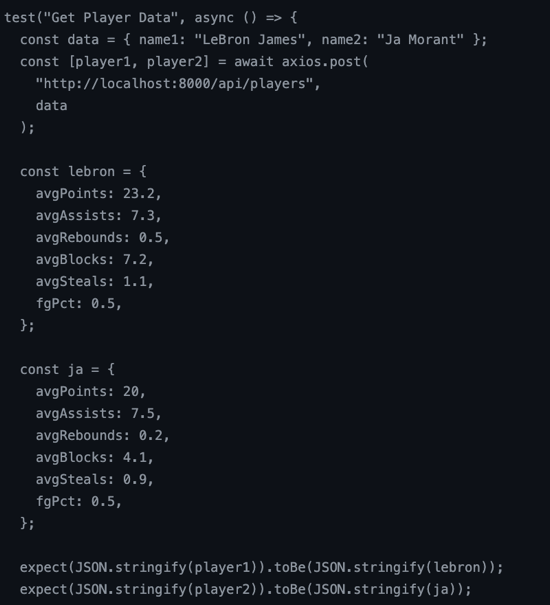 test("Get Player Data", async () => {
  const data = { name1: "LeBron James", name2: "Ja Morant" };
  const [player1, player2] = await axios.post(
    "http://localhost:8000/api/players",
    data
  );

  const lebron = {
    avgPoints: 23.2,
    avgAssists: 7.3,
    avgRebounds: 0.5,
    avgBlocks: 7.2,
    avgSteals: 1.1,
    fgPct: 0.5,
  };

  const ja = {
    avgPoints: 20,
    avgAssists: 7.5,
    avgRebounds: 0.2,
    avgBlocks: 4.1,
    avgSteals: 0.9,
    fgPct: 0.5,
  };

  expect(JSON.stringify(player1)).toBe(JSON.stringify(lebron));
  expect(JSON.stringify(player2)).toBe(JSON.stringify(ja));